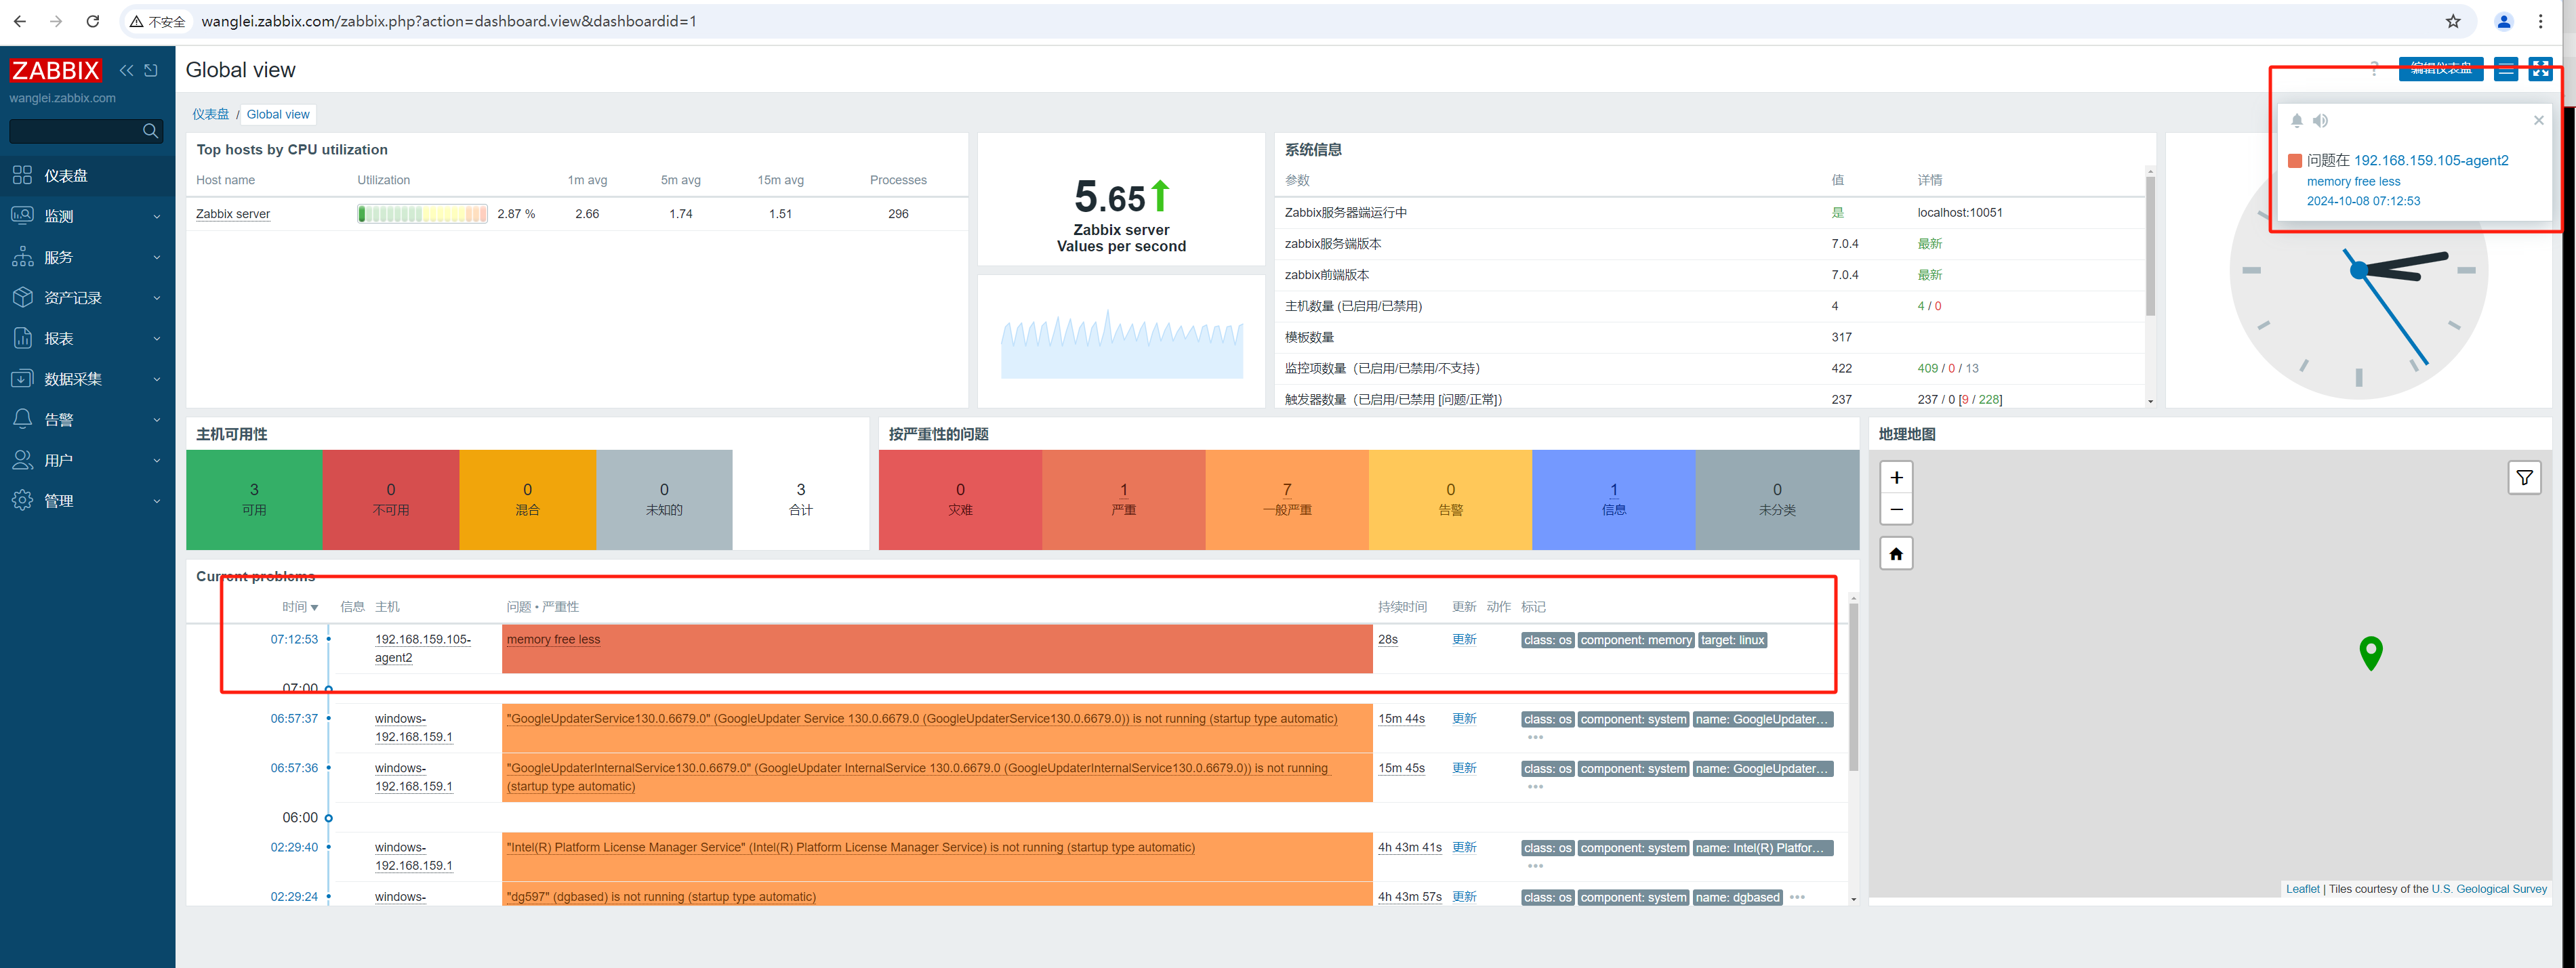 不安全 wanglei.zabbix.com/zabbix.php?action=dashboard.view&dashboardid=1
ZABBIX
wanglei.zabbix.com
仪表盘
监测
服务
资产记录
报表
数据采集
告警
用户
管理
Global view
? 编辑仪表盘
仪表盘 / Global view
Top hosts by CPU utilization
Host name Utilization 1m avg 5m avg 15m avg Processes
Zabbix server 2.87 % 2.66 1.74 1.51 296
5.65
Zabbix server
Values per second
系统信息
参数 值 详情
Zabbix服务器端运行中 是 localhost:10051
zabbix服务端版本 7.0.4 最新
zabbix前端版本 7.0.4 最新
主机数量 (已启用/已禁用) 4 4 / 0
模板数量 317
监控项数量（已启用/已禁用/不支持） 422 409 / 0 / 13
触发器数量（已启用/已禁用 [问题/正常]） 237 237 / 0 [9 / 228]
问题在 192.168.159.105-agent2
memory free less
2024-10-08 07:12:53
主机可用性
3 0 0 0 3
可用 不可用 混合 未知的 合计
按严重性的问题
0 1 7 0 1 0
灾难 严重 一般严重 告警 信息 未分类
地理地图
+
−
Leaflet | Tiles courtesy of the U.S. Geological Survey
Current problems
时间 信息 主机 问题 • 严重性 持续时间 更新 动作 标记
07:12:53 192.168.159.105-agent2 memory free less 28s 更新 class: os component: memory target: linux
07:00
06:57:37 windows-192.168.159.1 "GoogleUpdaterService130.0.6679.0" (GoogleUpdater Service 130.0.6679.0 (GoogleUpdaterService130.0.6679.0)) is not running (startup type automatic) 15m 44s 更新 class: os component: system name: GoogleUpdater...
06:57:36 windows-192.168.159.1 "GoogleUpdaterInternalService130.0.6679.0" (GoogleUpdater InternalService 130.0.6679.0 (GoogleUpdaterInternalService130.0.6679.0)) is not running (startup type automatic) 15m 45s 更新 class: os component: system name: GoogleUpdater...
06:00
02:29:40 windows-192.168.159.1 "Intel(R) Platform License Manager Service" (Intel(R) Platform License Manager Service) is not running (startup type automatic) 4h 43m 41s 更新 class: os component: system name: Intel(R) Platfor...
02:29:24 windows- "dg597" (dgbased) is not running (startup type automatic) 4h 43m 57s 更新 class: os component: system name: dgbased